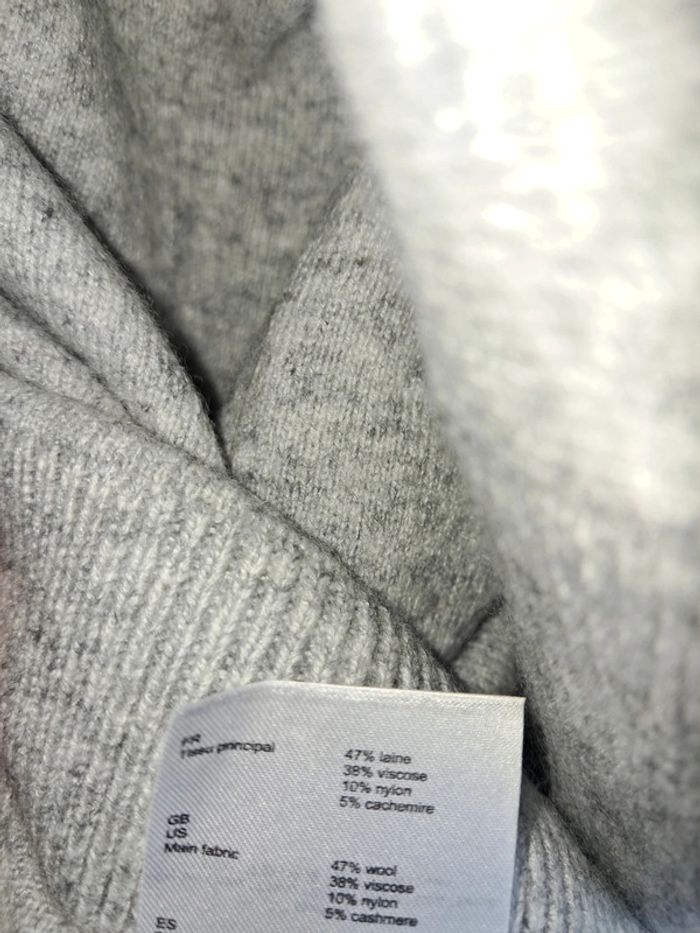 FR
Tissu principal
47% laine
38% viscose
10% nylon
5% cachemire
GB
US
Main fabric
47% wool
38% viscose
10% nylon
5% cashmere
ES